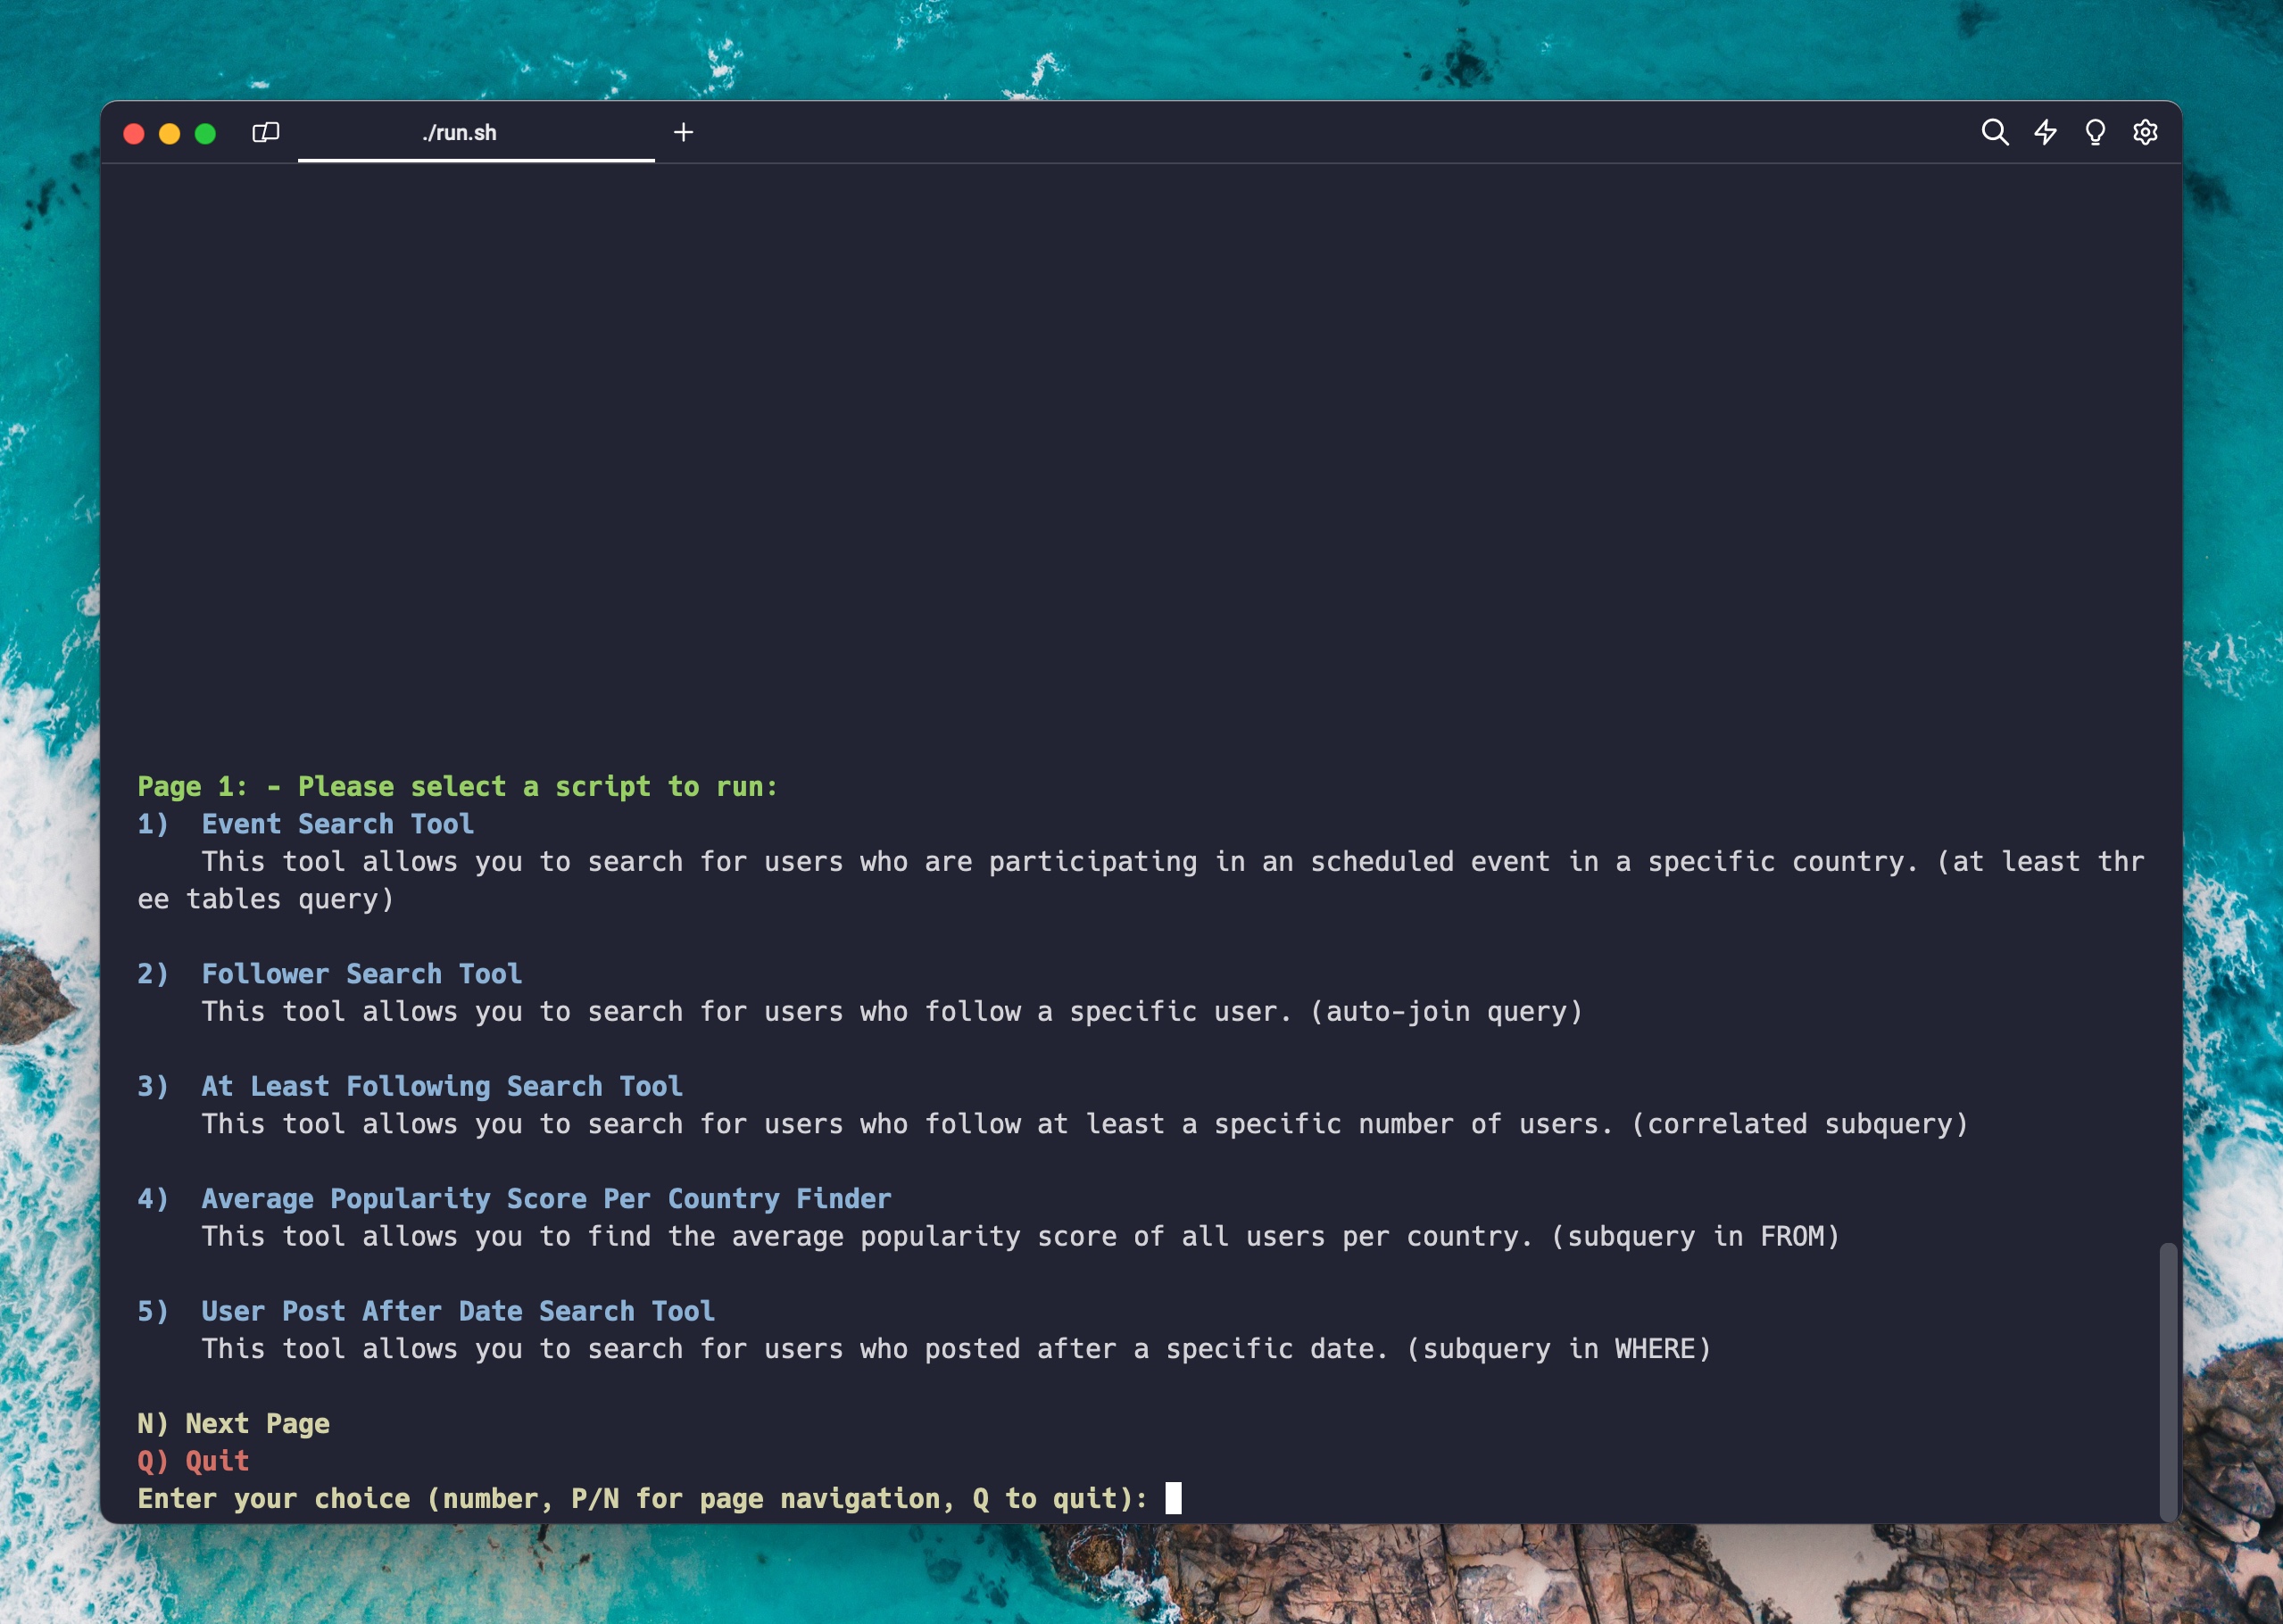 ./run.sh
Page 1: - Please select a script to run:
1)  Event Search Tool
    This tool allows you to search for users who are participating in an scheduled event in a specific country. (at least thr
ee tables query)
2)  Follower Search Tool
    This tool allows you to search for users who follow a specific user. (auto-join query)
3)  At Least Following Search Tool
    This tool allows you to search for users who follow at least a specific number of users. (correlated subquery)
4)  Average Popularity Score Per Country Finder
    This tool allows you to find the average popularity score of all users per country. (subquery in FROM)
5)  User Post After Date Search Tool
    This tool allows you to search for users who posted after a specific date. (subquery in WHERE)
N) Next Page
Q) Quit
Enter your choice (number, P/N for page navigation, Q to quit):